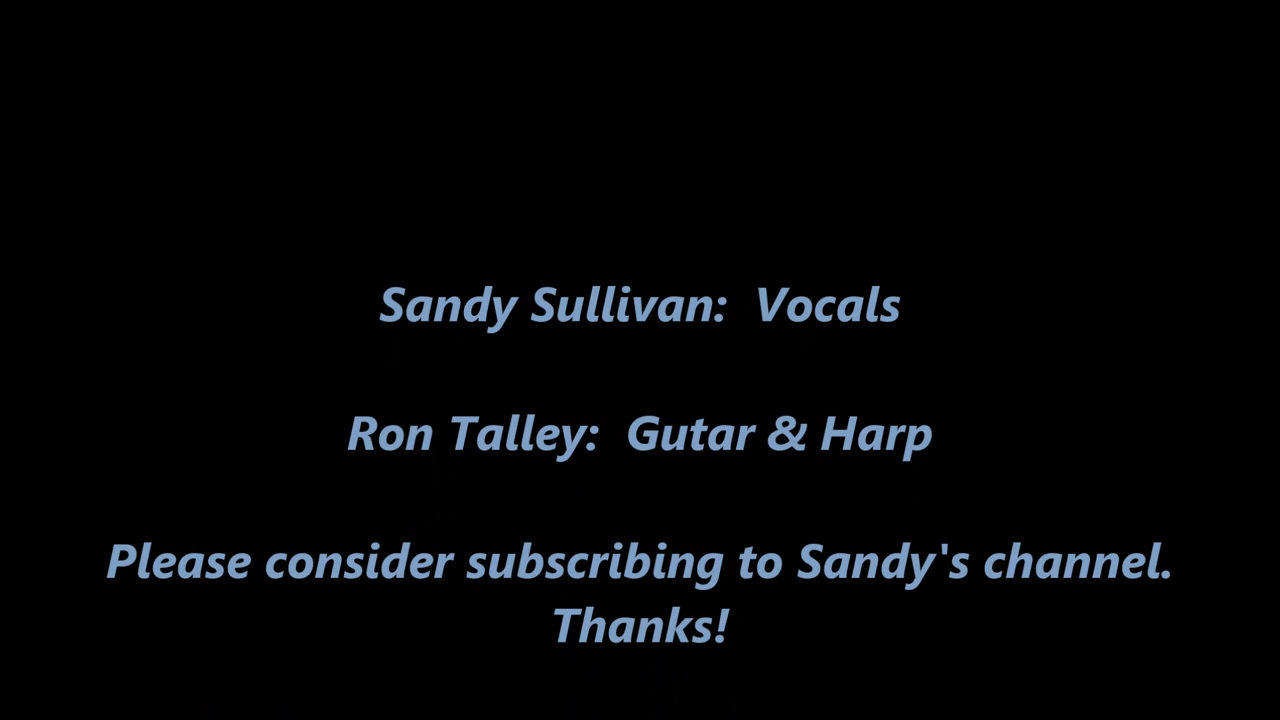 Sandy Sullivan:  Vocals
Ron Talley:  Gutar & Harp
Please consider subscribing to Sandy's channel.
Thanks!